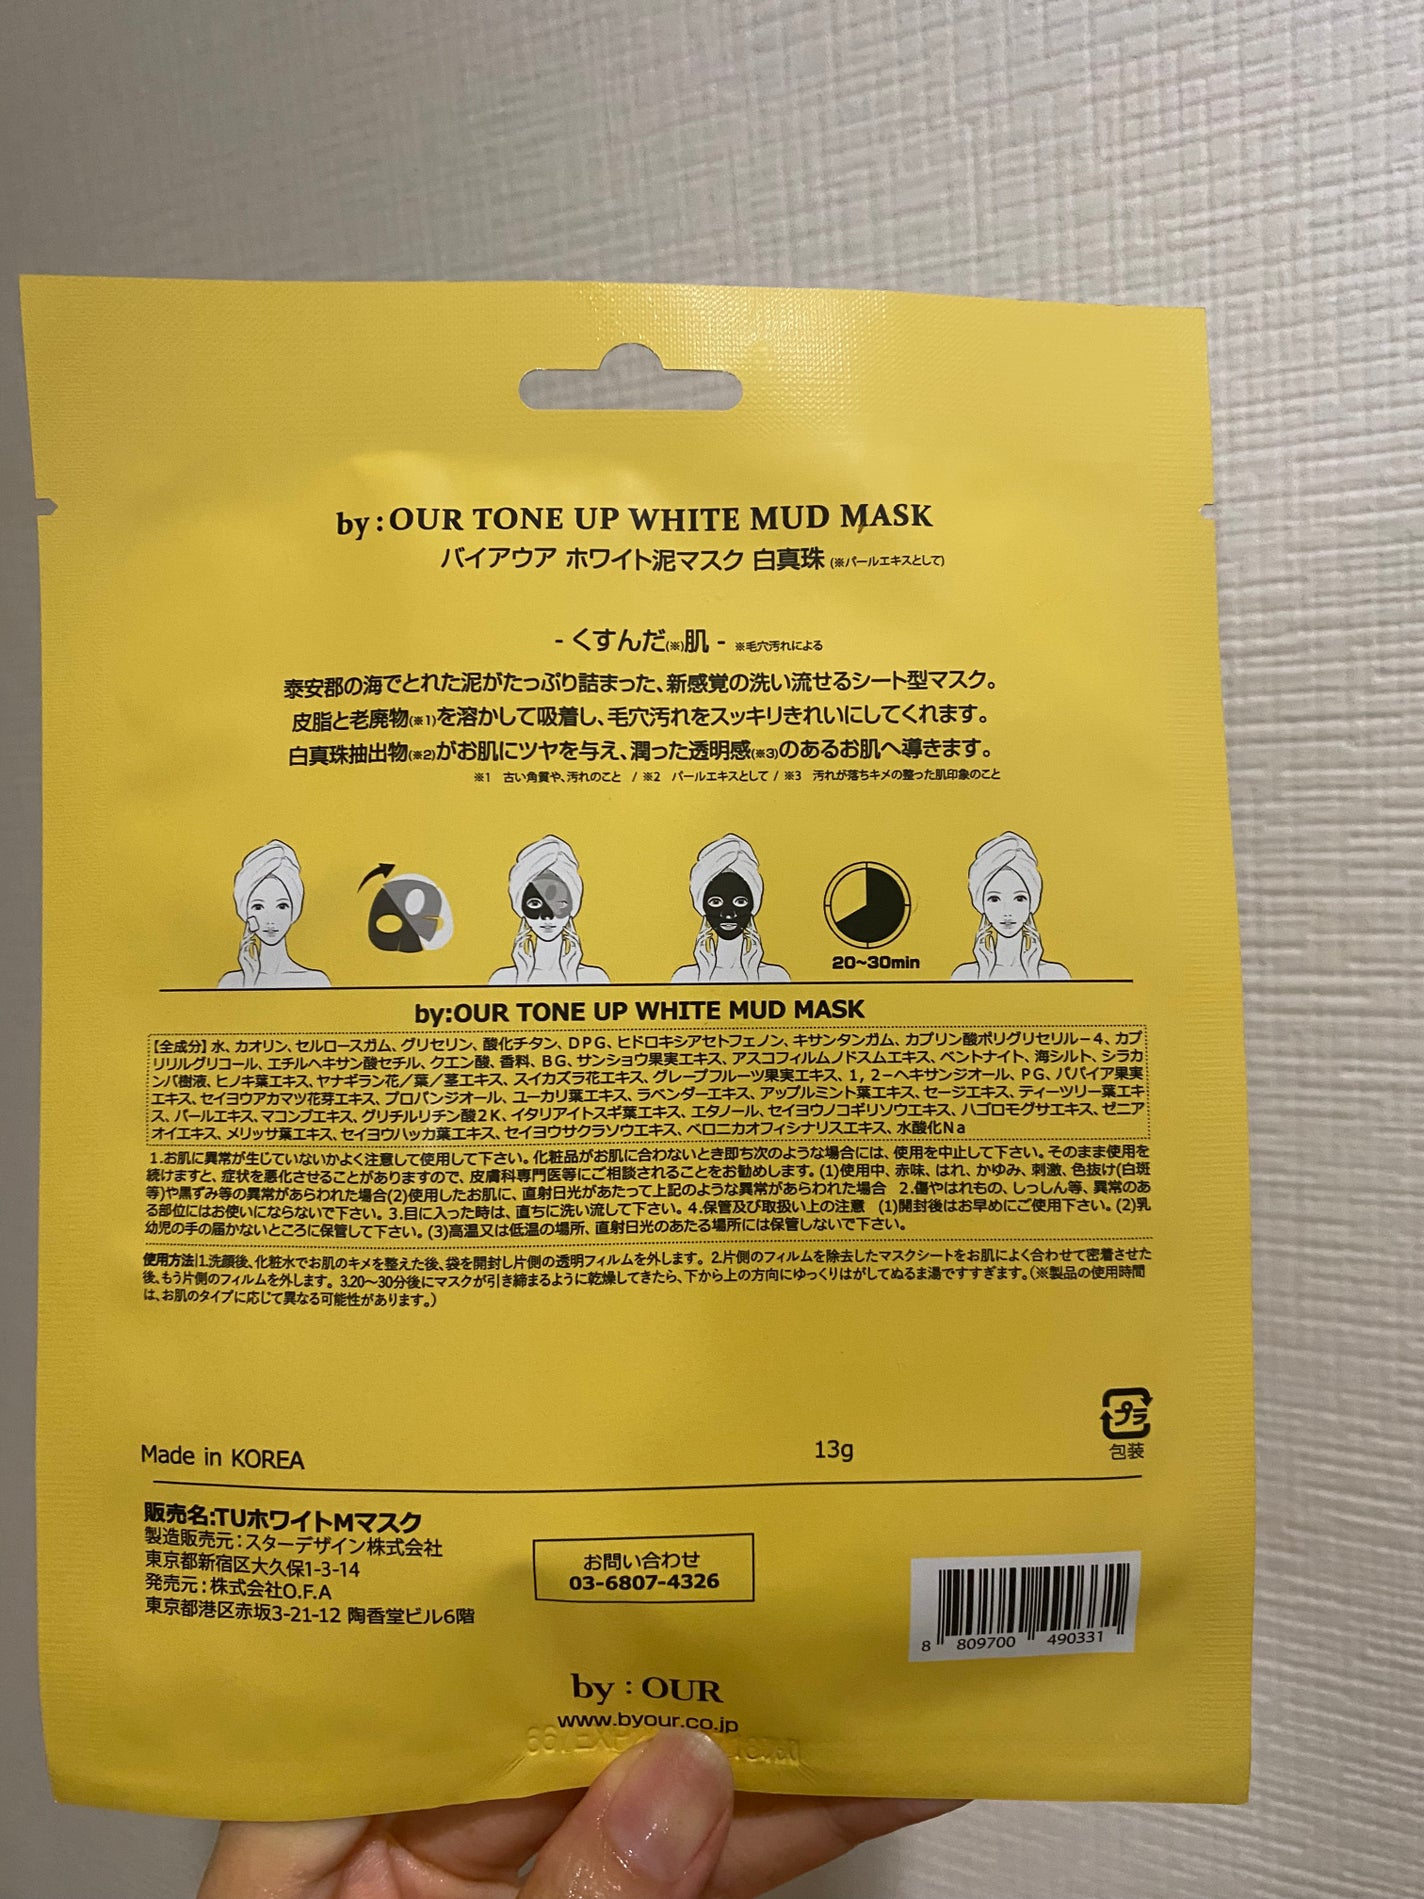 by : OUR TONE UP WHITE MUD MASK
バイアウア ホワイト泥マスク 白真珠 (※パールエキスとして)
- くすんだ(※)肌 - ※毛穴汚れによる
泰安郡の海でとれた泥がたっぷり詰まった、新感覚の洗い流せるシート型マスク。
皮脂と老廃物(※1)を溶かして吸着し、毛穴汚れをスッキリきれいにしてくれます。
白真珠抽出物(※2)がお肌にツヤを与え、潤った透明感(※3)のあるお肌へ導きます。
※1 古い角質や、汚れのこと / ※2 パールエキスとして / ※3 汚れが落ちキメの整った肌印象のこと
20~30min
by:OUR TONE UP WHITE MUD MASK
【全成分】水、カオリン、セルロースガム、グリセリン、酸化チタン、DPG、ヒドロキシアセトフェノン、キサンタンガム、カプリン酸ポリグリセリル－4、カプ
リリルグリコール、エチルヘキサン酸セチル、クエン酸、香料、BG、サンショウ果実エキス、アスコフィルムノドスムエキス、ベントナイト、海シルト、シラカ
ンバ樹液、ヒノキ葉エキス、ヤナギラン花／葉／茎エキス、スイカズラ花エキス、グレープフルーツ果実エキス、1，2－ヘキサンジオール、PG、パパイア果実
エキス、セイヨウアカマツ花芽エキス、プロパンジオール、ユーカリ葉エキス、ラベンダーエキス、アップルミント葉エキス、セージエキス、ティーツリー葉エキ
ス、パールエキス、マコンブエキス、グリチルリチン酸2K、イタリアイトスギ葉エキス、エタノール、セイヨウノコギリソウエキス、ハゴロモグサエキス、ゼニア
オイエキス、メリッサ葉エキス、セイヨウハッカ葉エキス、セイヨウサクラソウエキス、ベロニカオフィシナリスエキス、水酸化Na
1.お肌に異常が生じていないかよく注意して使用して下さい。化粧品がお肌に合わないとき即ち次のような場合には、使用を中止して下さい。そのまま使用を
続けますと、症状を悪化させることがありますので、皮膚科専門医等にご相談されることをお勧めします。(1)使用中、赤味、はれ、かゆみ、刺激、色抜け(白斑
等)や黒ずみ等の異常があらわれた場合(2)使用したお肌に、直射日光があたって上記のような異常があらわれた場合 2.傷やはれもの、しっしん等、異常のあ
る部位にはお使いにならないで下さい。3.目に入った時は、直ちに洗い流して下さい。4.保管及び取扱い上の注意 (1)開封後はお早めにご使用下さい。(2)乳
幼児の手の届かないところに保管して下さい。(3)高温又は低温の場所、直射日光のあたる場所には保管しないで下さい。
使用方法|1.洗顔後、化粧水でお肌のキメを整えた後、袋を開封し片側の透明フィルムを外します。2.片側のフィルムを除去したマスクシートをお肌によく合わせて密着させた
後、もう片側のフィルムを外します。3.20～30分後にマスクが引き締まるように乾燥してきたら、下から上の方向にゆっくりはがしてぬるま湯ですすぎます。(※製品の使用時間
は、お肌のタイプに応じて異なる可能性があります。)
プラ
包装
Made in KOREA
13g
販売名:TUホワイトMマスク
製造販売元：スターデザイン株式会社
東京都新宿区大久保1-3-14
発売元：株式会社O.F.A
東京都港区赤坂3-21-12 陶香堂ビル6階
お問い合わせ
03-6807-4326
8 809700 490331
by : OUR
www.byour.co.jp